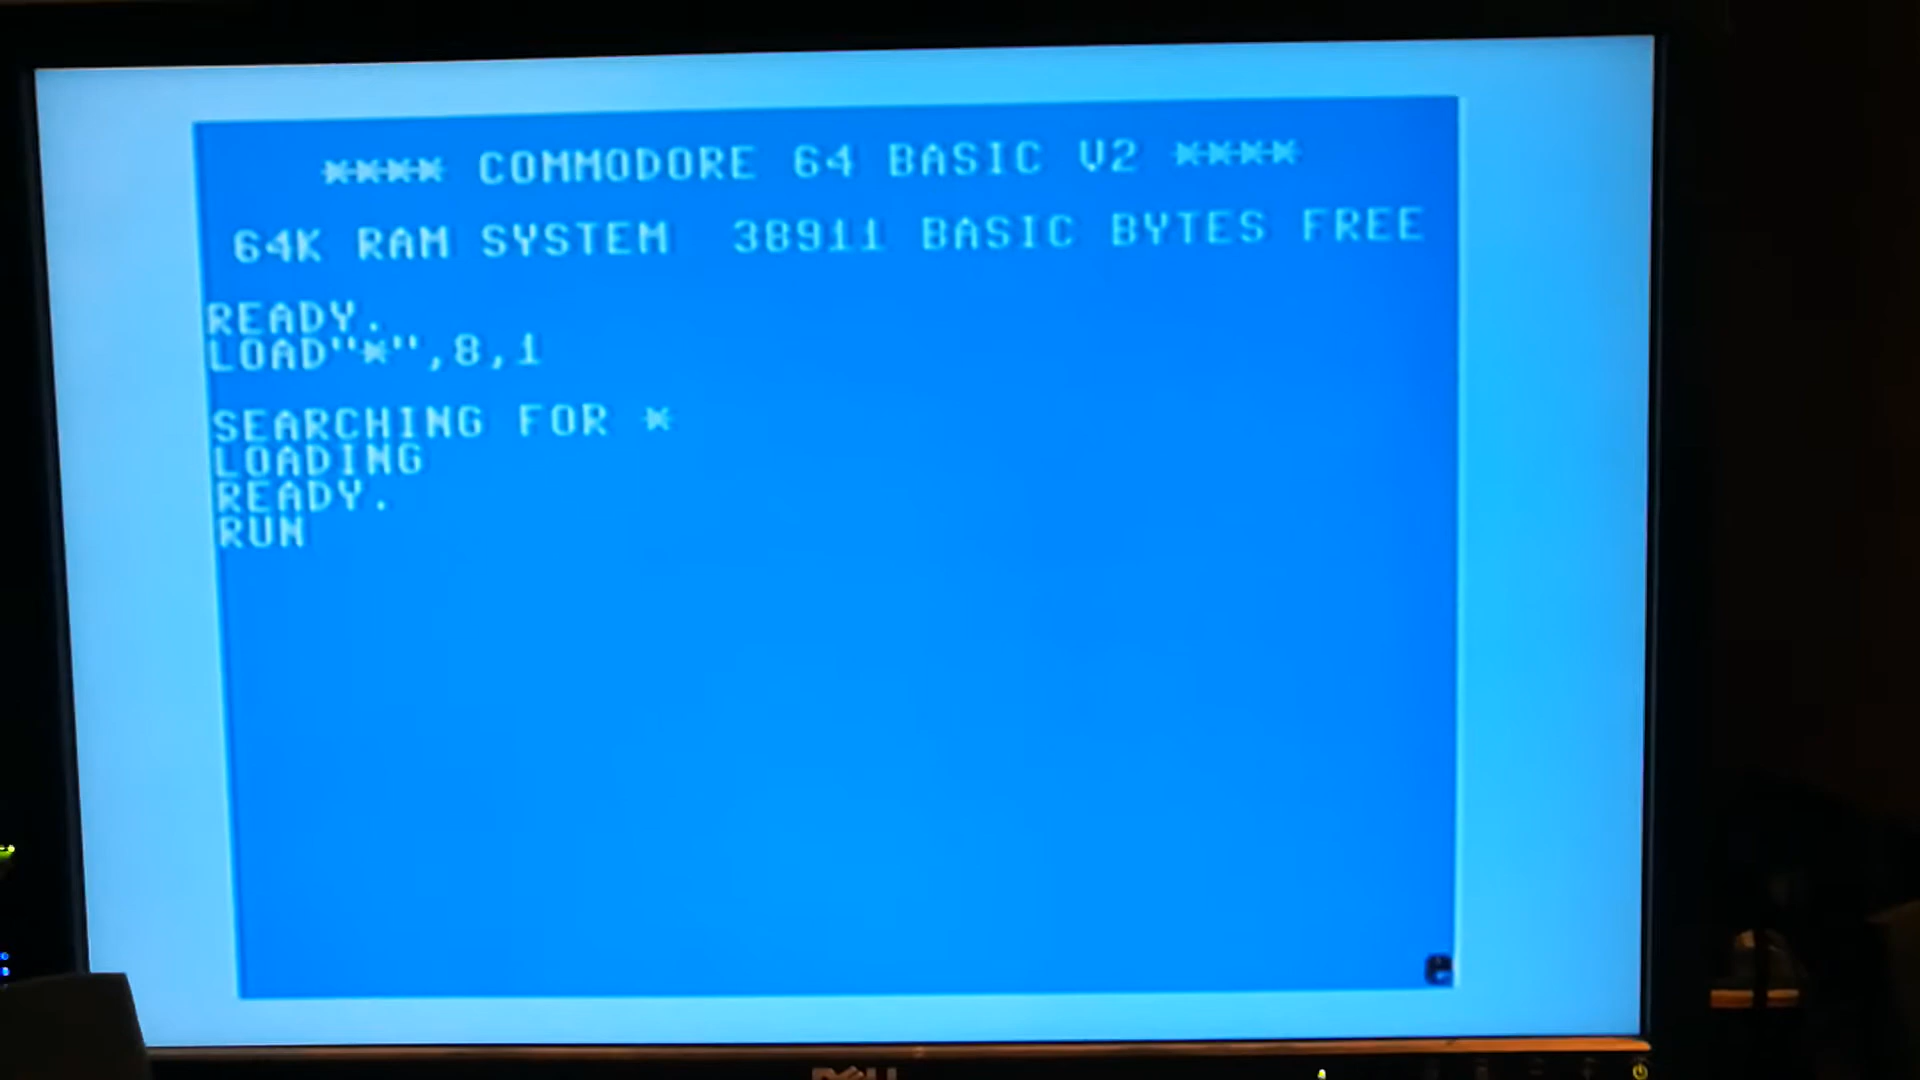 **** COMMODORE 64 BASIC V2 ****
64K RAM SYSTEM  38911 BASIC BYTES FREE
READY.
LOAD"*",8,1
SEARCHING FOR *
LOADING
READY.
RUN
DELL